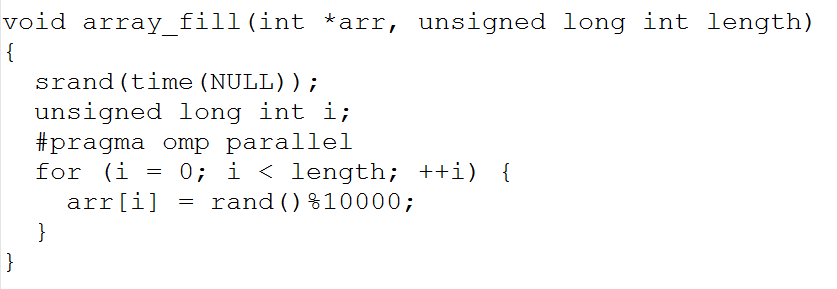 void array_fill(int *arr, unsigned long int length)
{
srand(time(NULL));
unsigned long int i;
#pragma omp parallel
for (i = 0; i < length; ++i) {
arr[i] = rand()%10000;
}
}